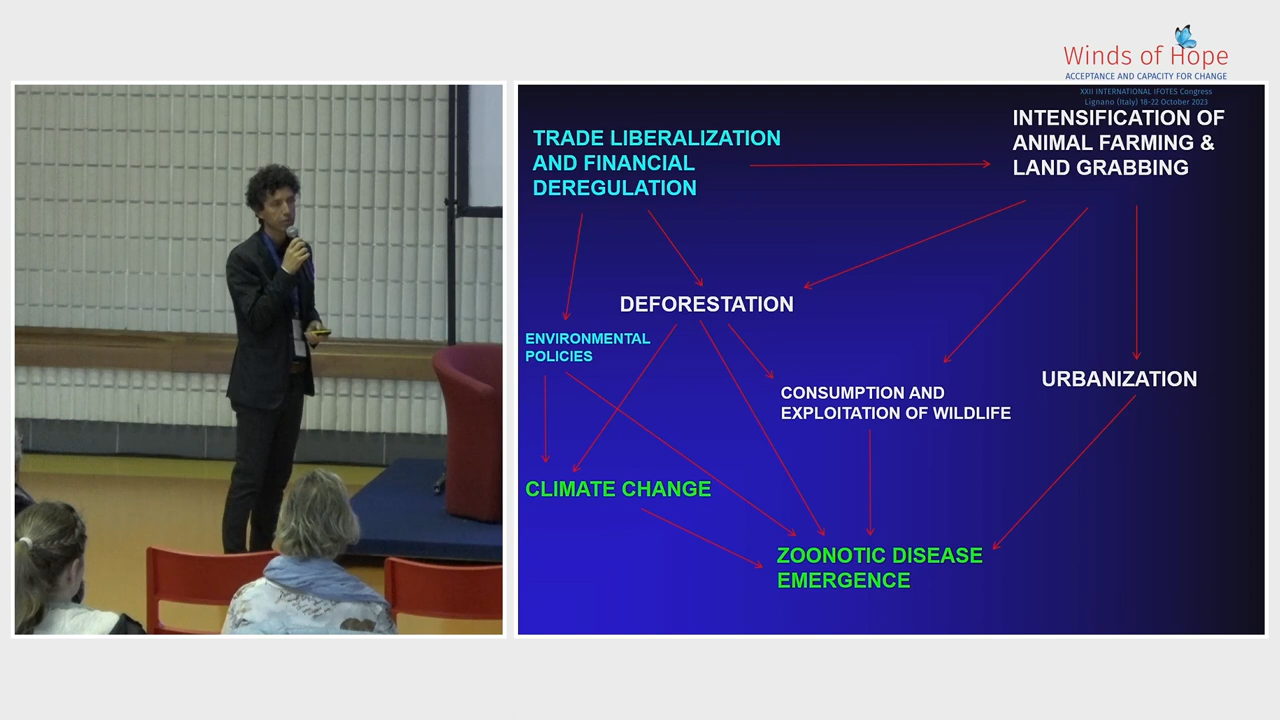 Winds of Hope
ACCEPTANCE AND CAPACITY FOR CHANGE
XXII INTERNATIONAL IFOTES Congress
Lignano (Italy) 18-22 October 2023
TRADE LIBERALIZATION
AND FINANCIAL
DEREGULATION
INTENSIFICATION OF
ANIMAL FARMING &
LAND GRABBING
DEFORESTATION
ENVIRONMENTAL
POLICIES
CONSUMPTION AND
EXPLOITATION OF WILDLIFE
URBANIZATION
CLIMATE CHANGE
ZOONOTIC DISEASE
EMERGENCE